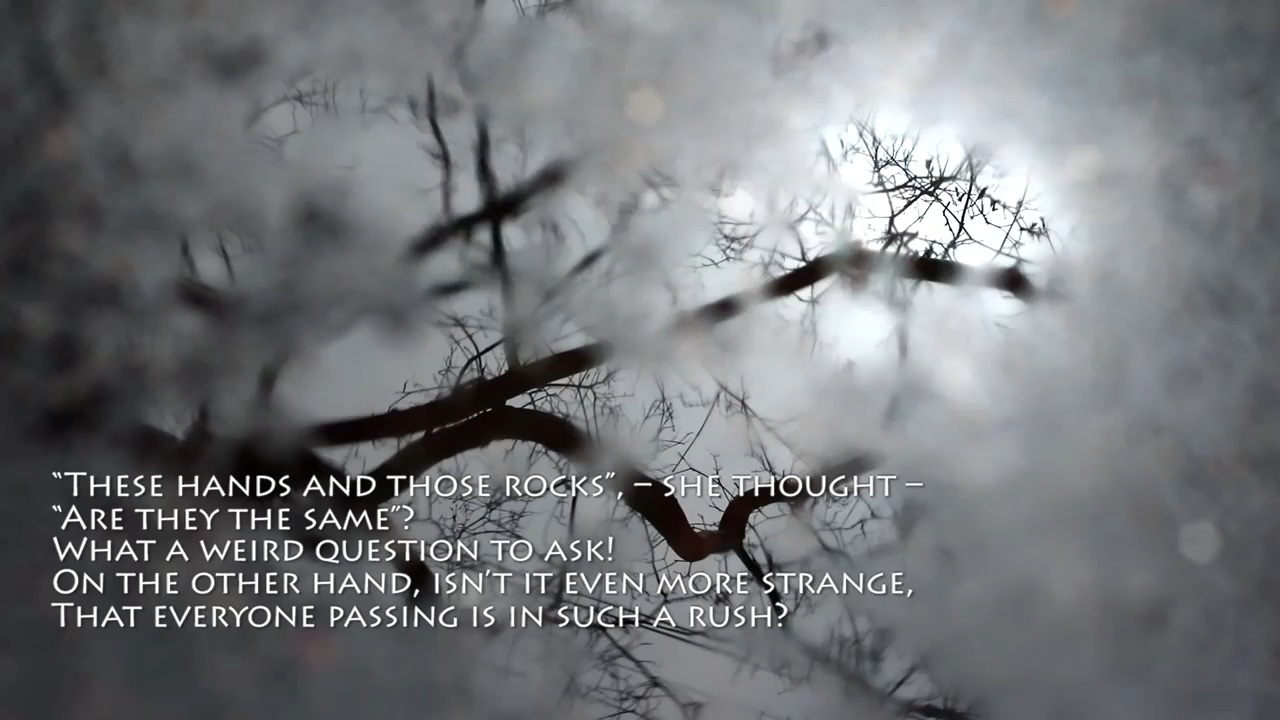 “These hands and those rocks”, – she thought –
“Are they the same”?
What a weird question to ask!
On the other hand, isn’t it even more strange,
That everyone passing is in such a rush?